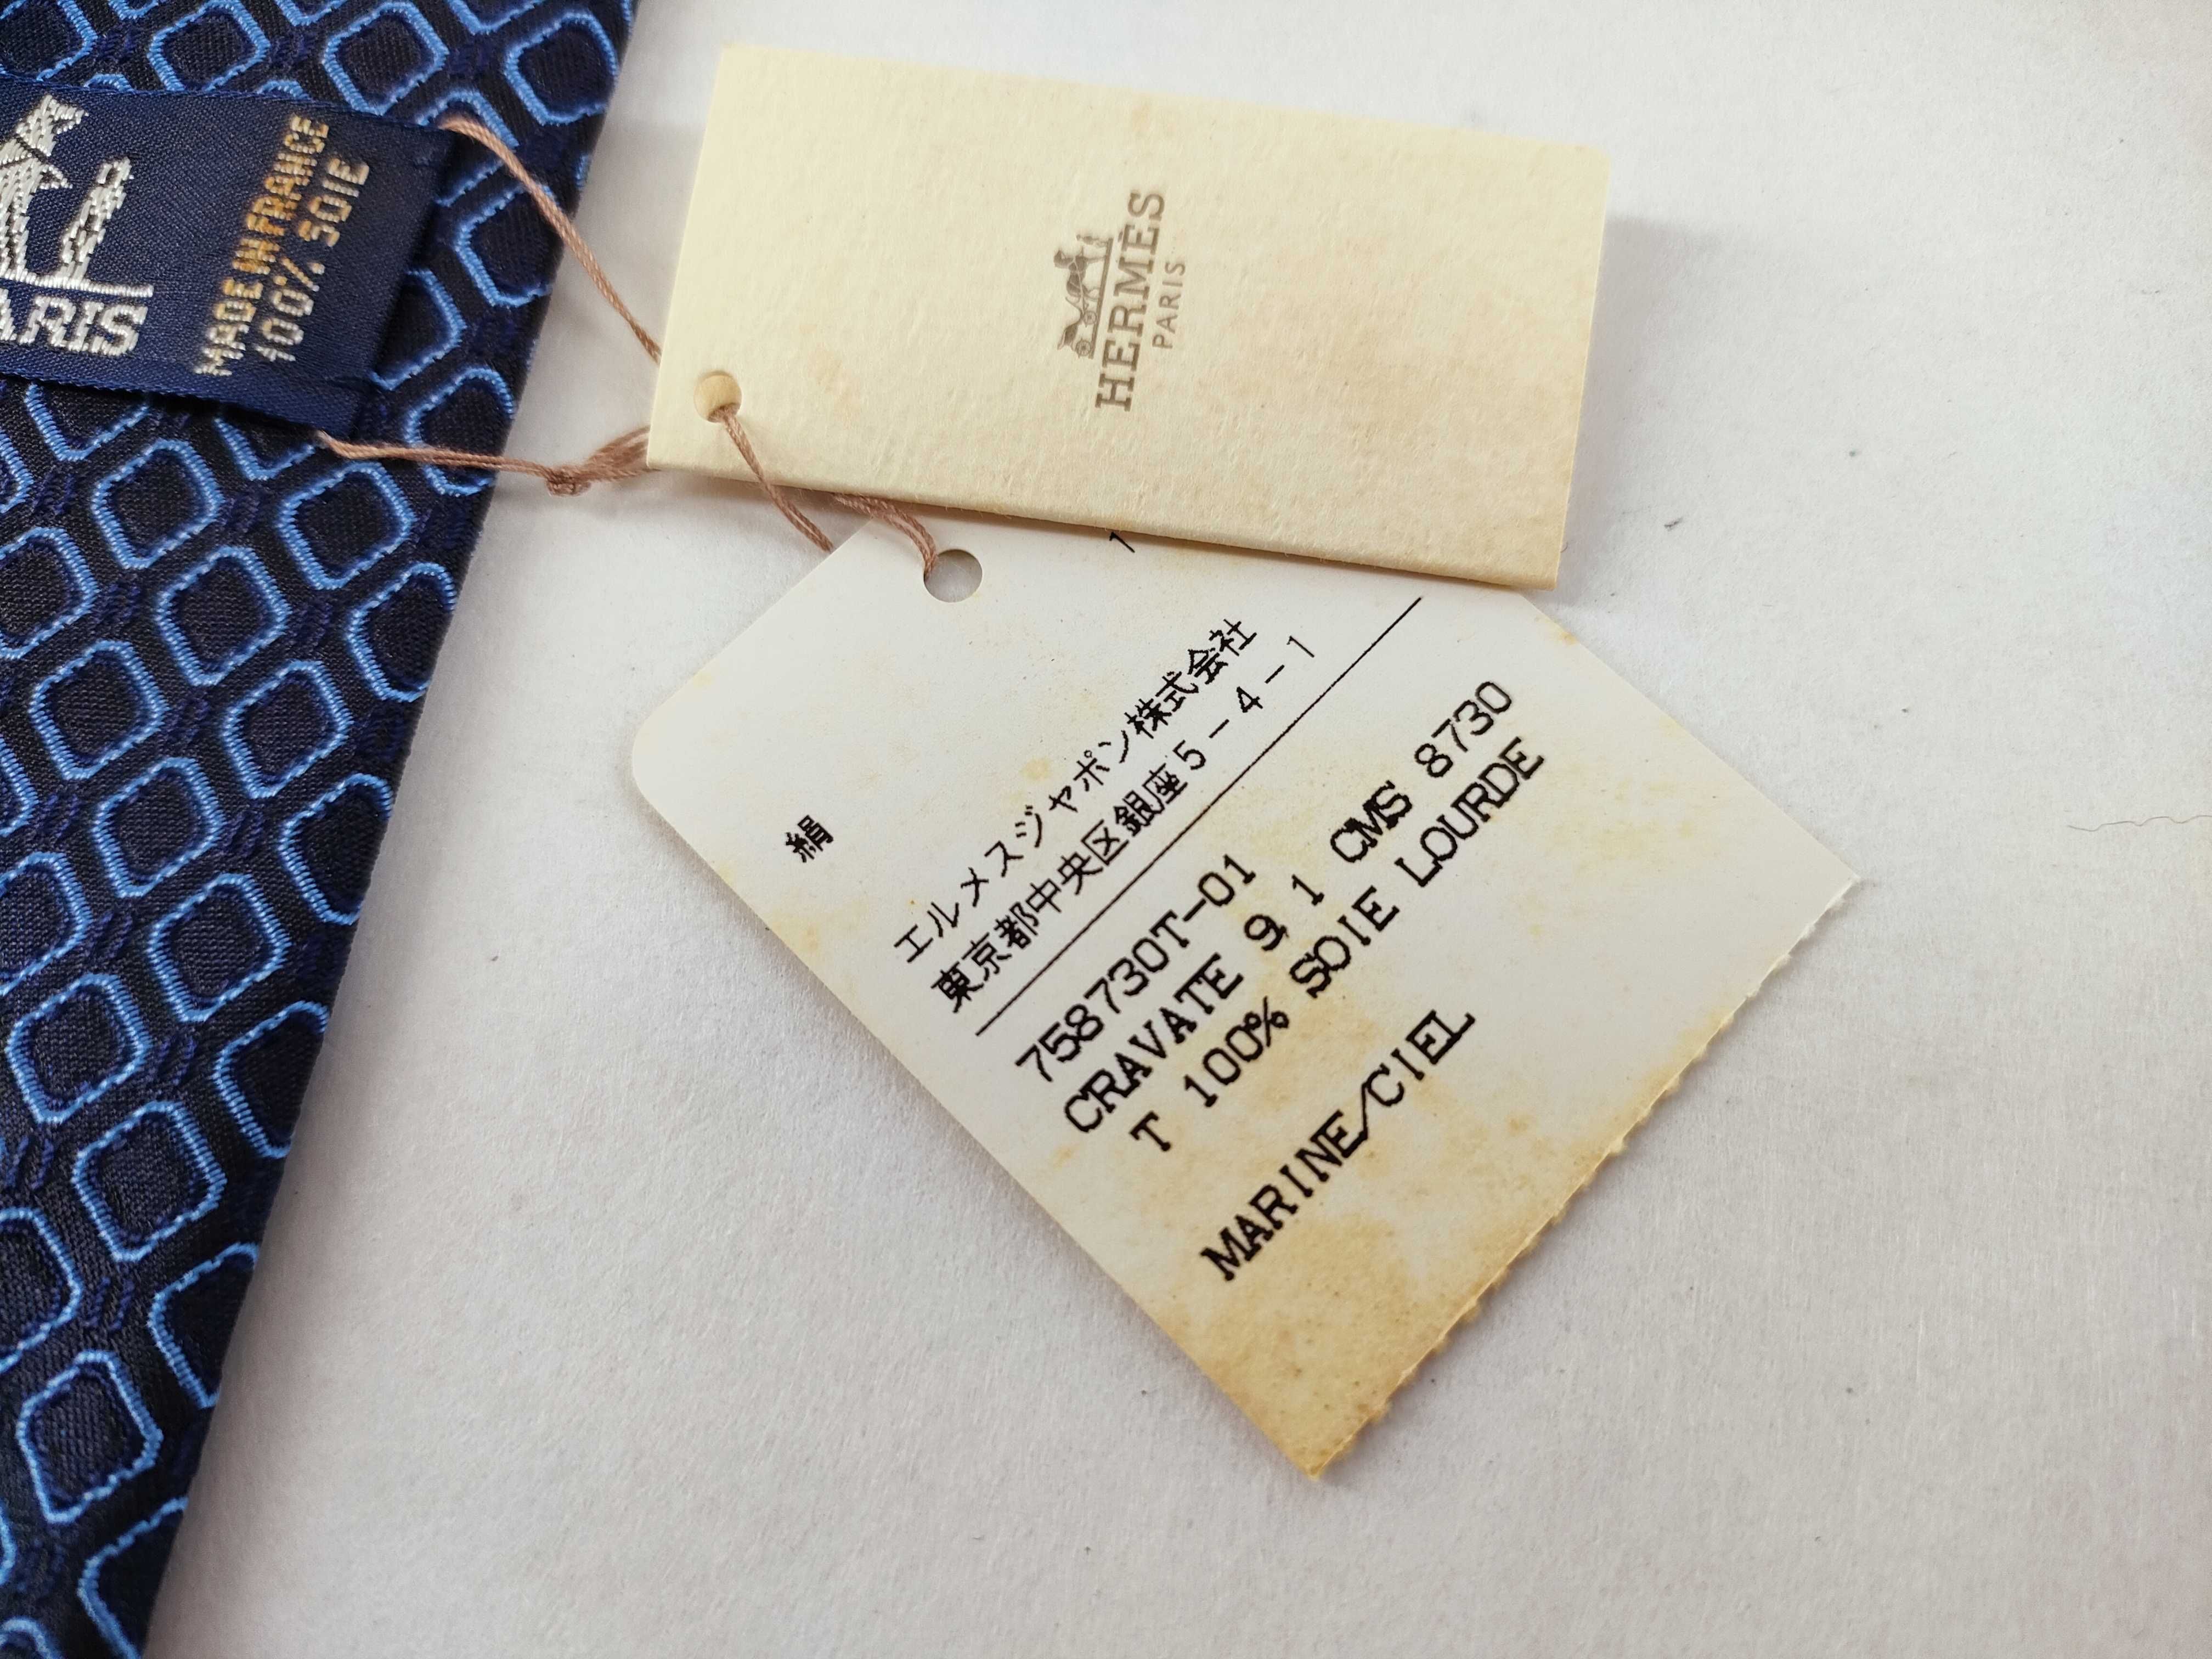 ARIS
MADE IN FRANCE
100% SOIE
HERMÈS
PARIS
1
絹
エルメスジャポン株式会社
東京都中央区銀座5-4-1
758730T-01
CRAVATE 9,1 CMS 8730
T 100% SOIE LOURDE
MARINE/CIEL